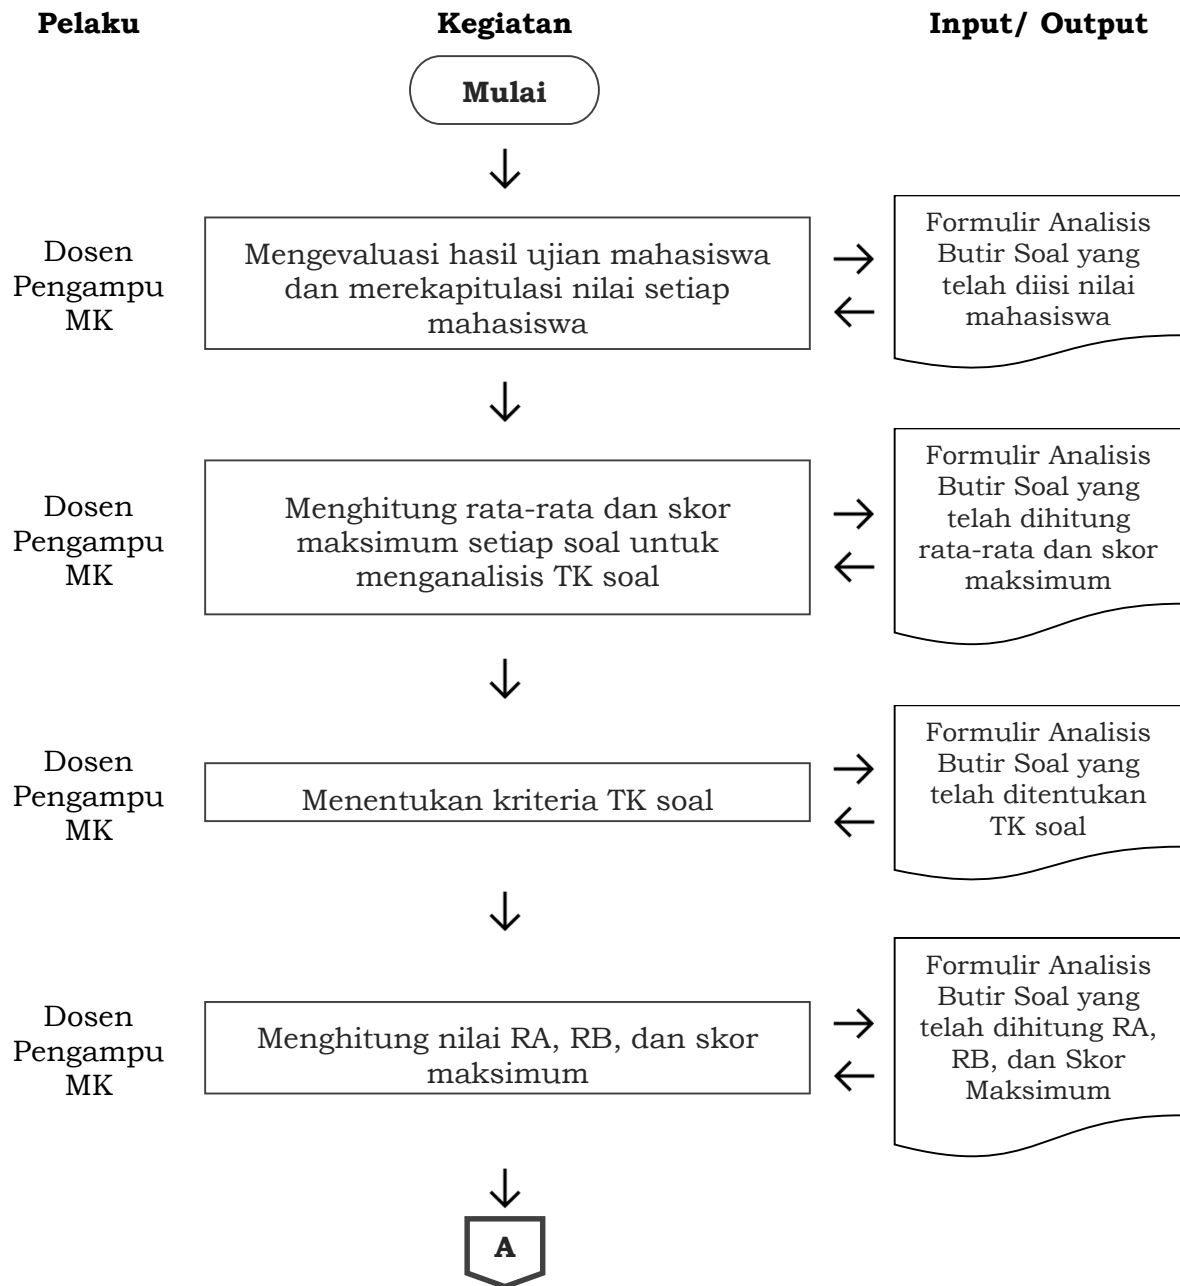 Pelaku Kegiatan Input/ Output
Mulai
Dosen
Pengampu
MK
Mengevaluasi hasil ujian mahasiswa
dan merekapitulasi nilai setiap
mahasiswa
Formulir Analisis
Butir Soal yang
telah diisi nilai
mahasiswa
Dosen
Pengampu
MK
Menghitung rata-rata dan skor
maksimum setiap soal untuk
menganalisis TK soal
Formulir Analisis
Butir Soal yang
telah dihitung
rata-rata dan skor
maksimum
Dosen
Pengampu
MK
Menentukan kriteria TK soal
Formulir Analisis
Butir Soal yang
telah ditentukan
TK soal
Dosen
Pengampu
MK
Menghitung nilai RA, RB, dan skor
maksimum
Formulir Analisis
Butir Soal yang
telah dihitung RA,
RB, dan Skor
Maksimum
A